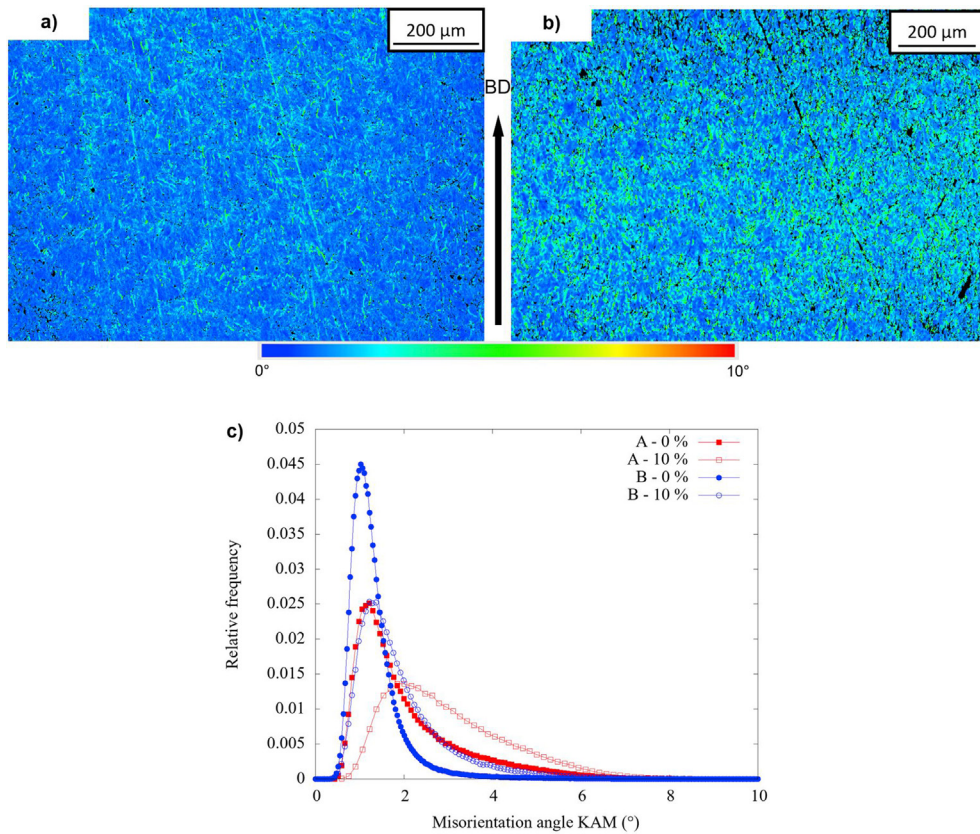 a)
200 µm
b)
200 µm
BD
0°
10°
c)
0.05
0.045
0.04
0.035
0.03
0.025
0.02
0.015
0.01
0.005
0
Relative frequency
A - 0 %
A - 10 %
B - 0 %
B - 10 %
0 2 4 6 8 10
Misorientation angle KAM (°)